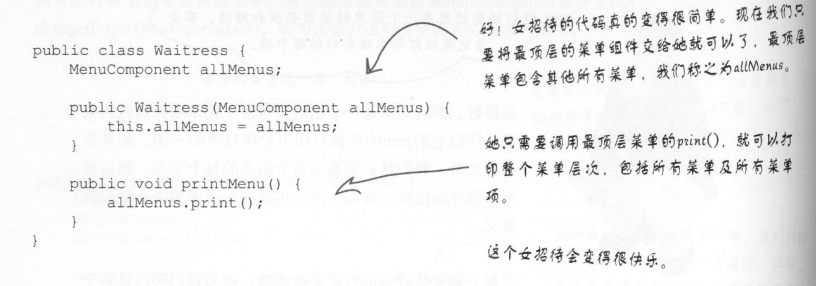 public class Waitress {
MenuComponent allMenus;
public Waitress(MenuComponent allMenus) {
this.allMenus = allMenus;
}
public void printMenu() {
allMenus.print();
}
}
好！女招待的代码真的变得很简单。现在我们只
要将最顶层的菜单组件交给她就可以了，最顶层
菜单包含其他所有菜单，我们称之为allMenus。
她只需要调用最顶层菜单的print()，就可以打
印整个菜单层次，包括所有菜单及所有菜单
项。
这个女招待会变得很快乐。